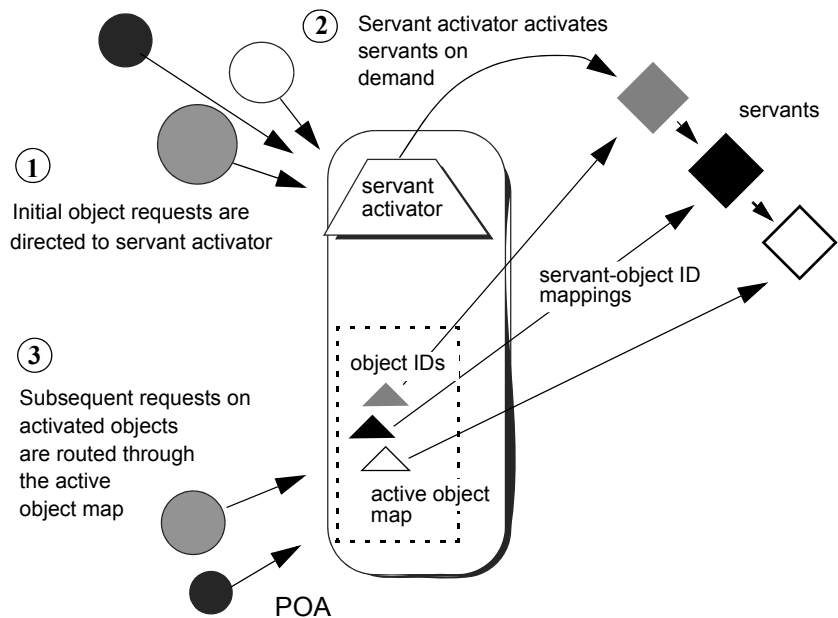 2
Servant activator activates
servants on
demand
servants
1
servant
activator
Initial object requests are
directed to servant activator
servant-object ID
mappings
3
object IDs
Subsequent requests on
activated objects
are routed through
the active
object map
active object
map
POA